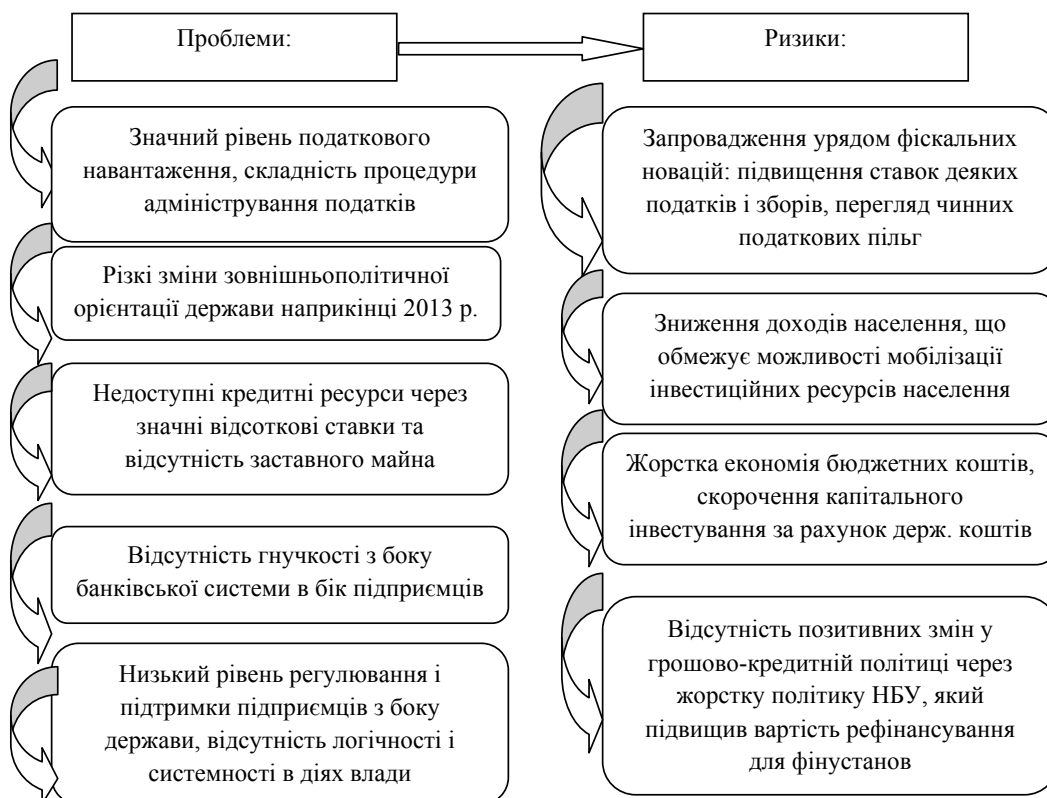 Проблеми:
Значний рівень податкового
навантаження, складність процедури
адміністрування податків
Різкі зміни зовнішньополітичної
орієнтації держави наприкінці 2013 р.
Недоступні кредитні ресурси через
значні відсоткові ставки та
відсутність заставного майна
Відсутність гнучкості з боку
банківської системи в бік підприємців
Низький рівень регулювання і
підтримки підприємців з боку
держави, відсутність логічності і
системності в діях влади
Ризики:
Запровадження урядом фіскальних
новацій: підвищення ставок деяких
податків і зборів, перегляд чинних
податкових пільг
Зниження доходів населення, що
обмежує можливості мобілізації
інвестиційних ресурсів населення
Жорстка економія бюджетних коштів,
скорочення капітального
інвестування за рахунок держ. коштів
Відсутність позитивних змін у
грошово-кредитній політиці через
жорстку політику НБУ, який
підвищив вартість рефінансування
для фінустанов